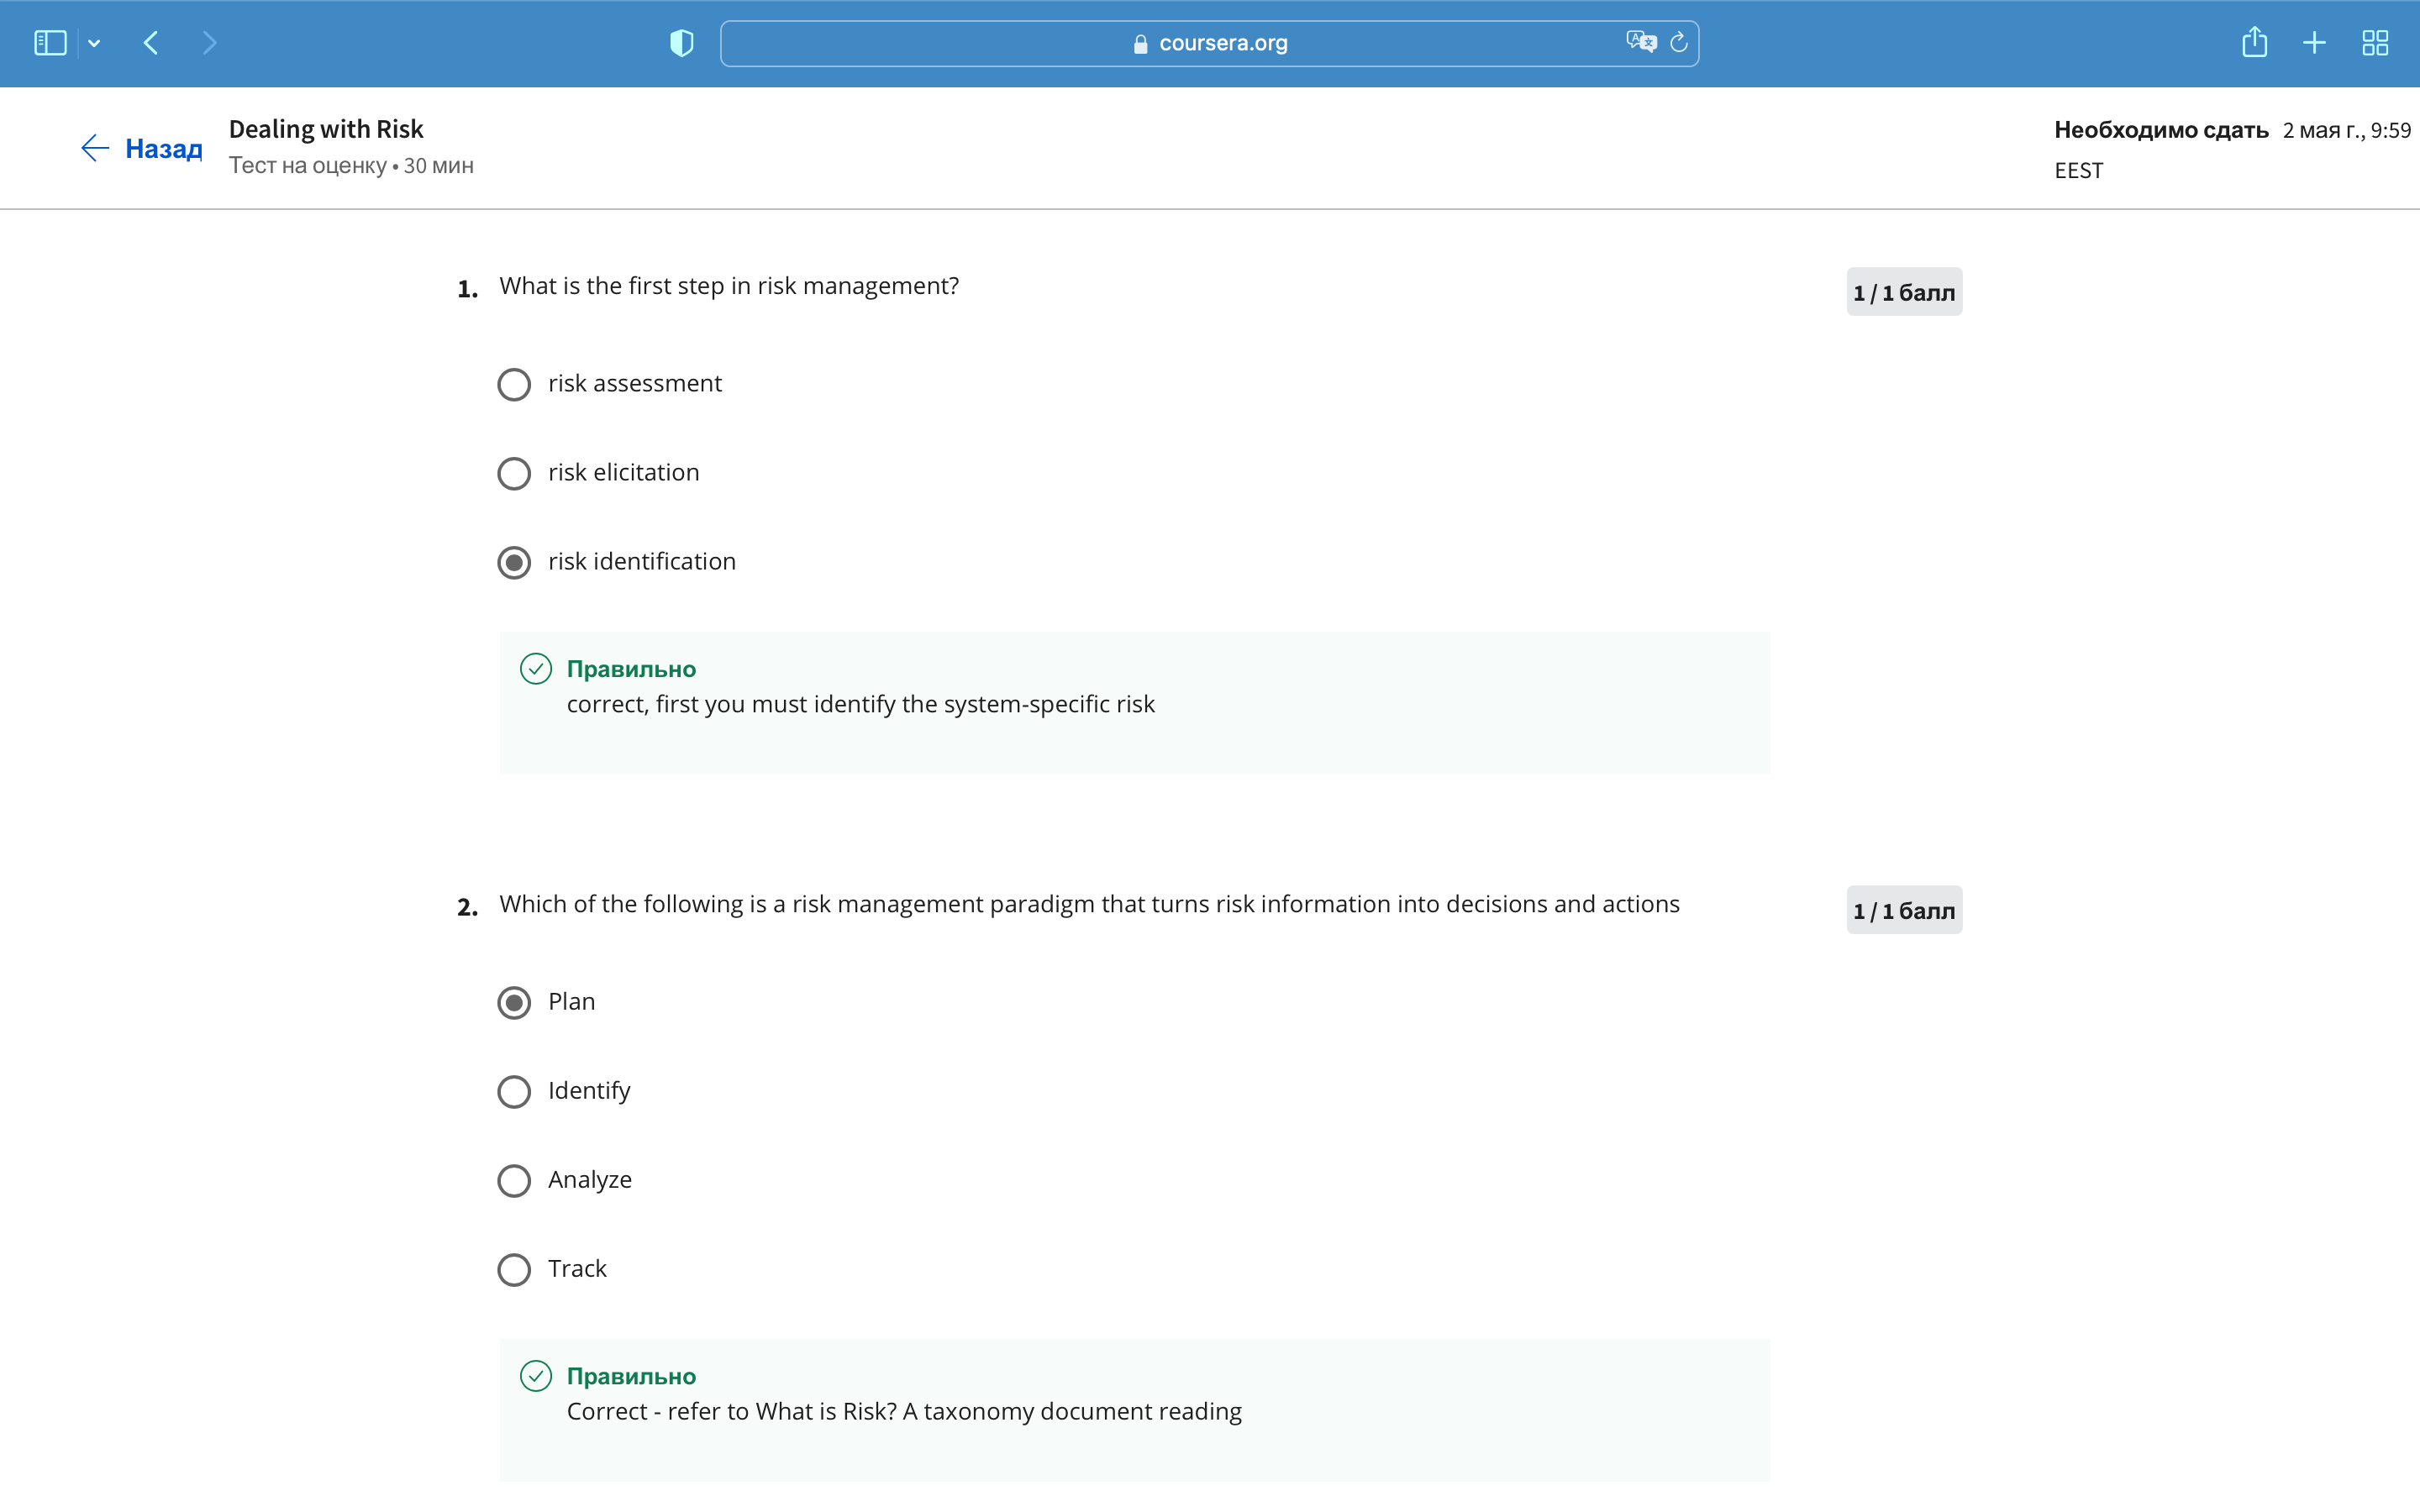 coursera.org
Назад
Dealing with Risk
Тест на оценку • 30 мин
Необходимо сдать 2 мая г., 9:59
EEST
1. What is the first step in risk management?
1 / 1 балл
risk assessment
risk elicitation
risk identification
Правильно
correct, first you must identify the system-specific risk
2. Which of the following is a risk management paradigm that turns risk information into decisions and actions
1 / 1 балл
Plan
Identify
Analyze
Track
Правильно
Correct - refer to What is Risk? A taxonomy document reading